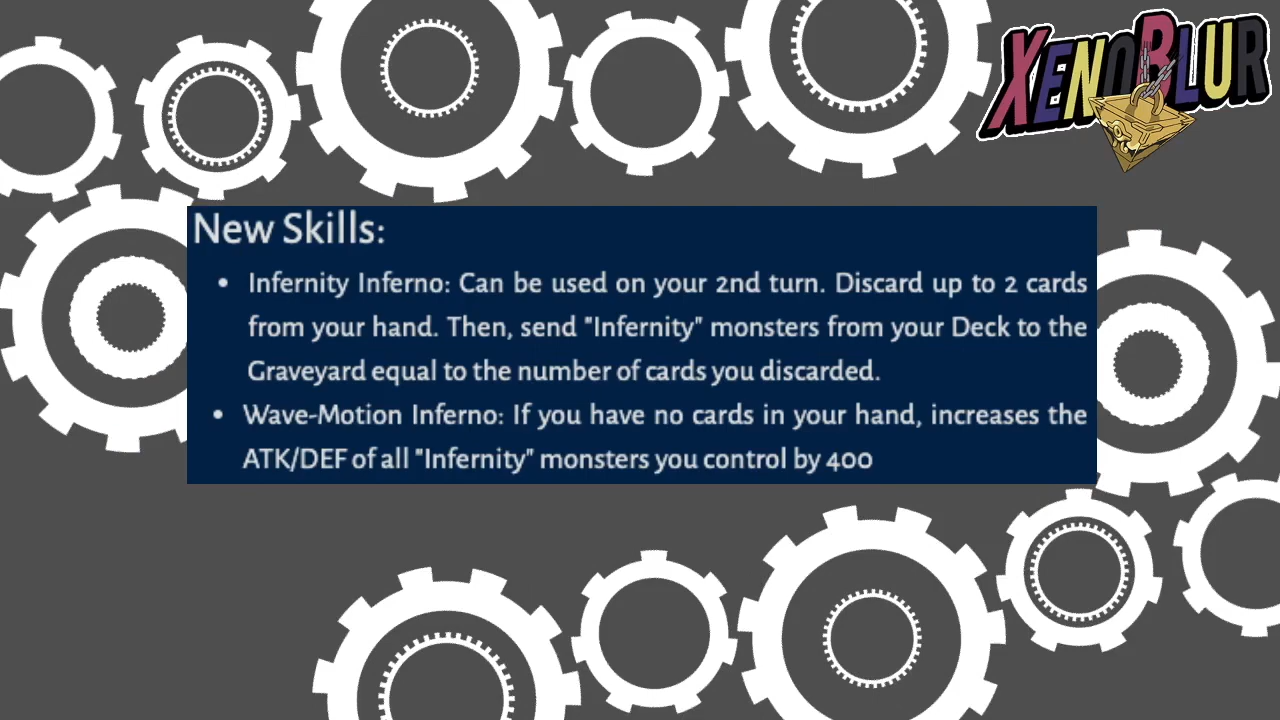 XENOBLUR
New Skills:
• Infernity Inferno: Can be used on your 2nd turn. Discard up to 2 cards
from your hand. Then, send "Infernity" monsters from your Deck to the
Graveyard equal to the number of cards you discarded.
• Wave-Motion Inferno: If you have no cards in your hand, increases the
ATK/DEF of all "Infernity" monsters you control by 400